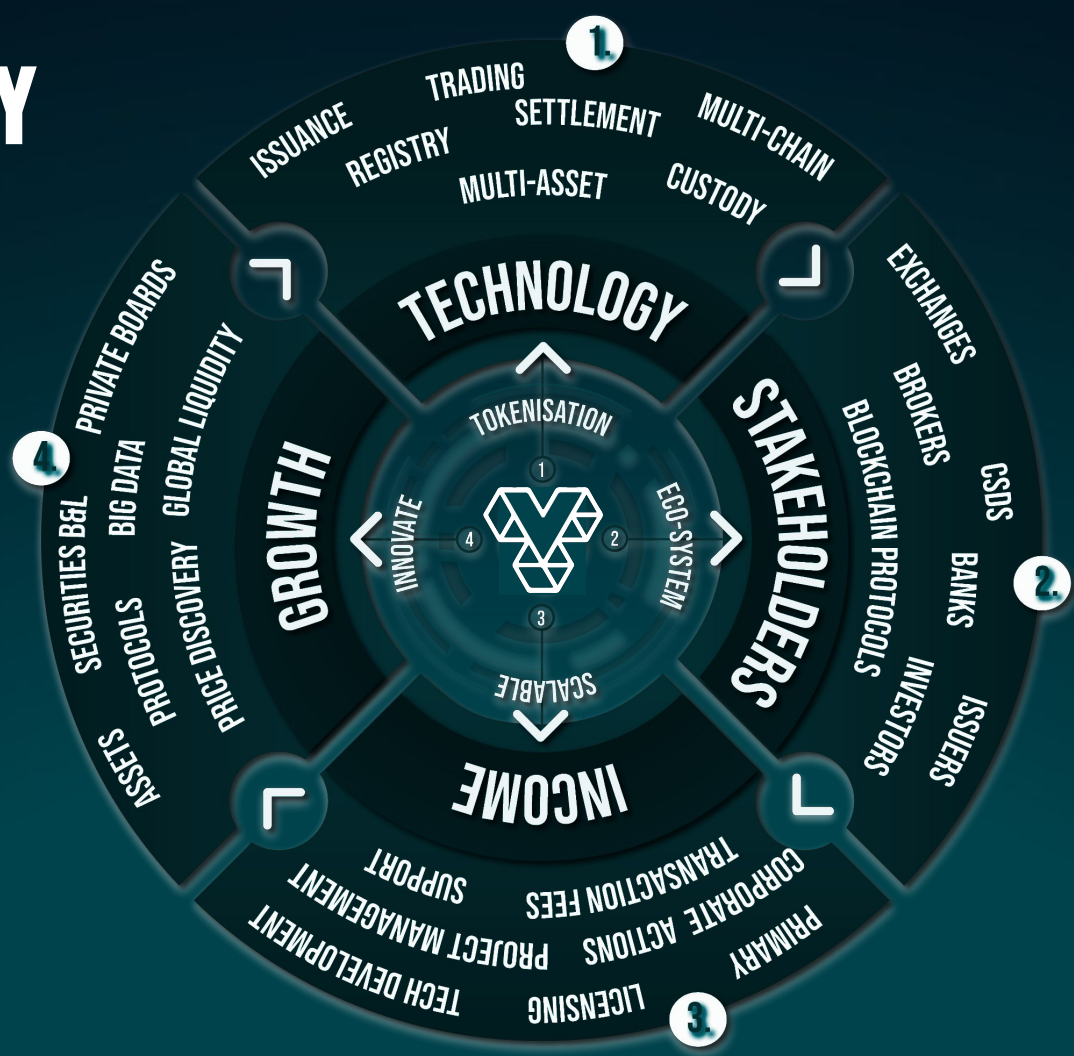 Y
1.
ISSUANCE
TRADING
REGISTRY
SETTLEMENT
MULTI-ASSET
MULTI-CHAIN
CUSTODY
TECHNOLOGY
TOKENISATION
1
2.
EXCHANGES
BROKERS
BLOCKCHAIN PROTOCOLS
CSDS
BANKS
INVESTORS
ISSUERS
STAKEHOLDERS
ECO-SYSTEM
2
3.
PRIMARY
CORPORATE ACTIONS
TRANSACTION FEES
LICENSING
PROJECT MANAGEMENT
SUPPORT
TECH DEVELOPMENT
INCOME
SCALABLE
3
4.
PRIVATE BOARDS
GLOBAL LIQUIDITY
BIG DATA
SECURITIES B&L
PRICE DISCOVERY
PROTOCOLS
ASSETS
GROWTH
INNOVATE
4